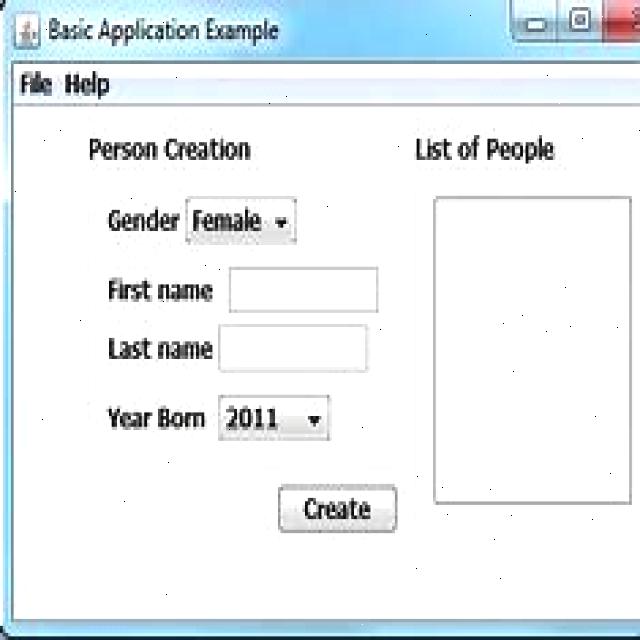 Basic Application Example
File Help
Person Creation
List of People
Gender Female
First name
Last name
Year Born 2011
Create